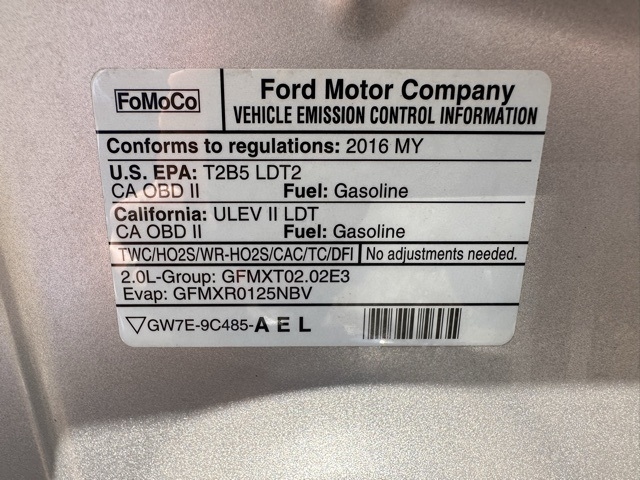 FoMoCo
Ford Motor Company
VEHICLE EMISSION CONTROL INFORMATION
Conforms to regulations: 2016 MY
U.S. EPA: T2B5 LDT2
CA OBD II Fuel: Gasoline
California: ULEV II LDT
CA OBD II Fuel: Gasoline
TWC/HO2S/WR-HO2S/CAC/TC/DFI No adjustments needed.
2.0L-Group: GFMXT02.02E3
Evap: GFMXR0125NBV
▽GW7E-9C485-A E L